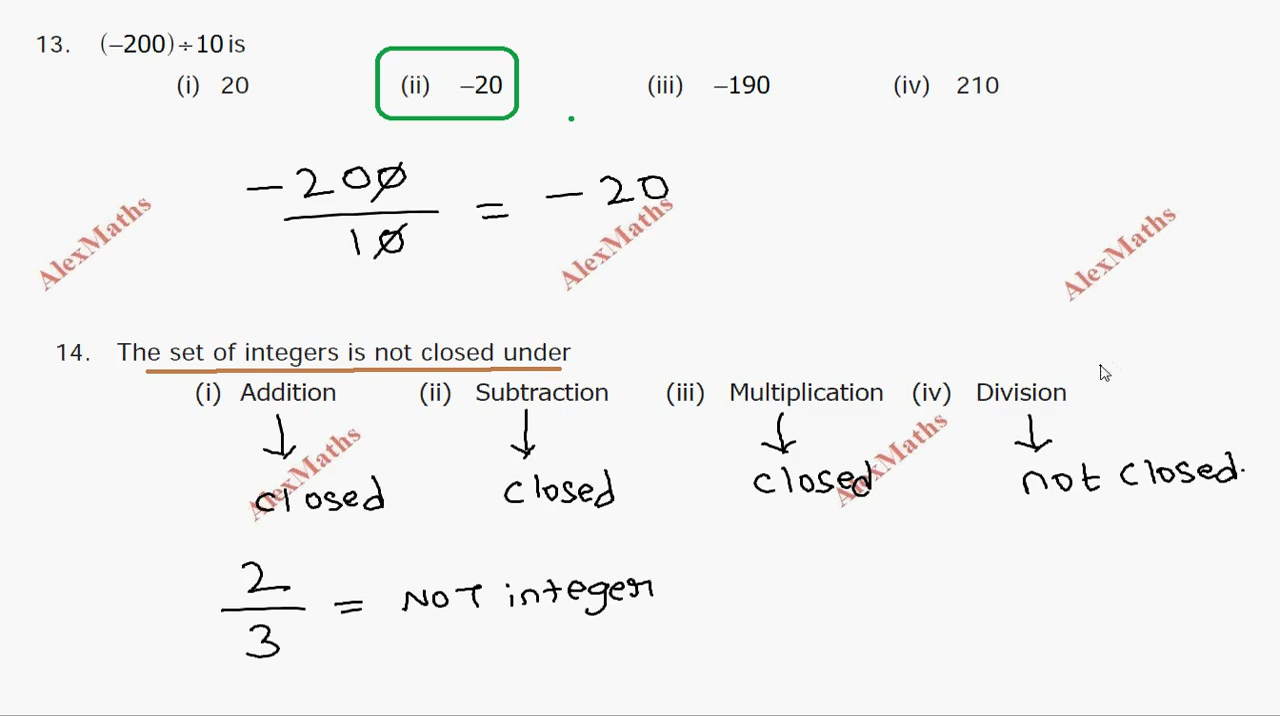 13. (−200) ÷ 10 is
(i) 20 (ii) −20 (iii) −190 (iv) 210
−200
10
= −20
AlexMaths
AlexMaths
AlexMaths
14. The set of integers is not closed under
(i) Addition (ii) Subtraction (iii) Multiplication (iv) Division
closed closed closed not closed.
AlexMaths
AlexMaths
2
3
= NOT integer